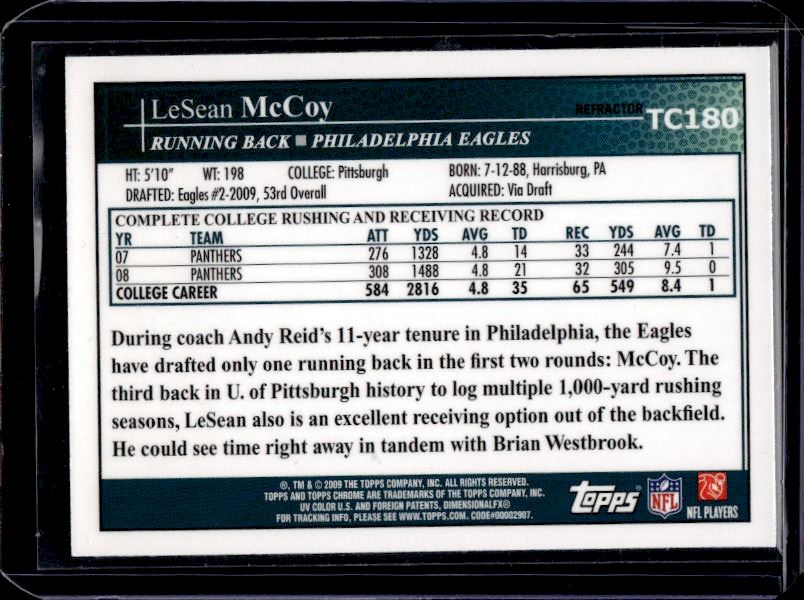 LeSean McCoy
REFRACTOR TC180
RUNNING BACK ■ PHILADELPHIA EAGLES
HT: 5'10" WT: 198 COLLEGE: Pittsburgh BORN: 7-12-88, Harrisburg, PA
DRAFTED: Eagles #2-2009, 53rd Overall ACQUIRED: Via Draft
COMPLETE COLLEGE RUSHING AND RECEIVING RECORD
YR TEAM ATT YDS AVG TD REC YDS AVG TD
07 PANTHERS 276 1328 4.8 14 33 244 7.4 1
08 PANTHERS 308 1488 4.8 21 32 305 9.5 0
COLLEGE CAREER 584 2816 4.8 35 65 549 8.4 1
During coach Andy Reid's 11-year tenure in Philadelphia, the Eagles
have drafted only one running back in the first two rounds: McCoy. The
third back in U. of Pittsburgh history to log multiple 1,000-yard rushing
seasons, LeSean also is an excellent receiving option out of the backfield.
He could see time right away in tandem with Brian Westbrook.
®, TM & © 2009 THE TOPPS COMPANY, INC. ALL RIGHTS RESERVED.
TOPPS AND TOPPS CHROME ARE TRADEMARKS OF THE TOPPS COMPANY, INC.
UV COLOR U.S. AND FOREIGN PATENTS, DIMENSIONALFX®
FOR TRACKING INFO, PLEASE SEE WWW.TOPPS.COM. CODE#00002907.
Topps
NFL
NFL PLAYERS